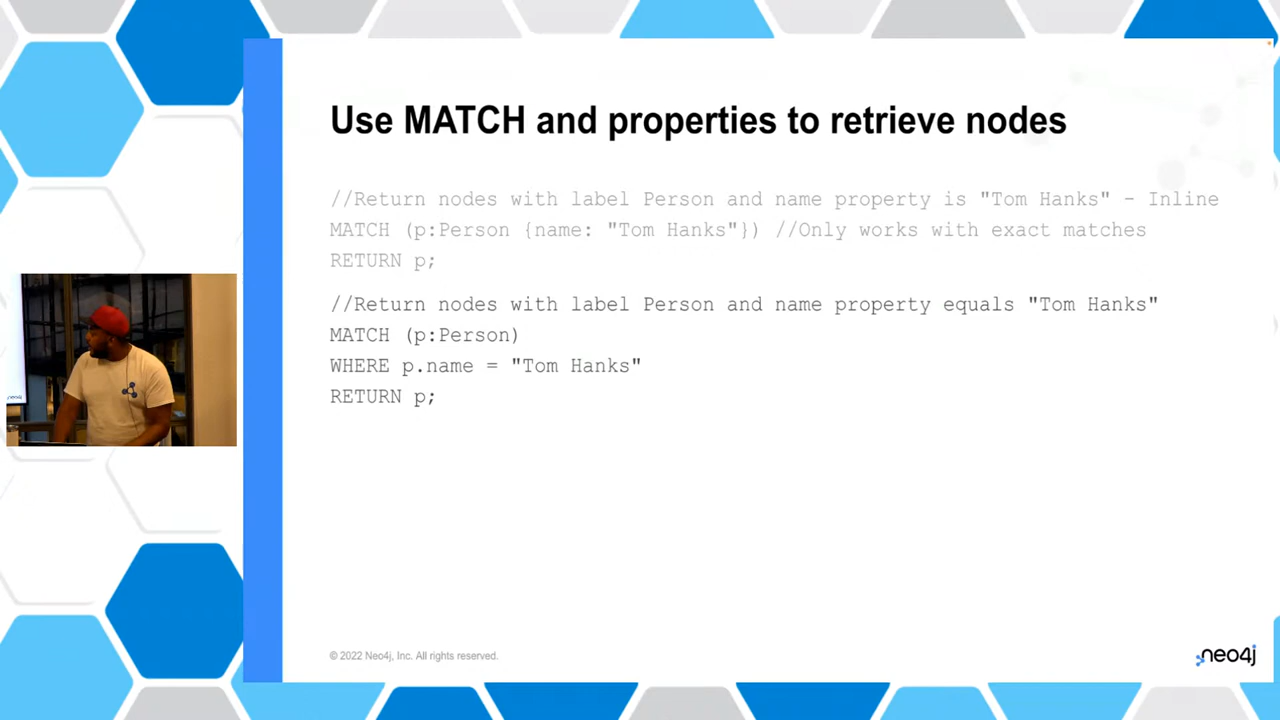 Use MATCH and properties to retrieve nodes
//Return nodes with label Person and name property is "Tom Hanks" - Inline
MATCH (p:Person {name: "Tom Hanks"}) //Only works with exact matches
RETURN p;
//Return nodes with label Person and name property equals "Tom Hanks"
MATCH (p:Person)
WHERE p.name = "Tom Hanks"
RETURN p;
neo4j
© 2022 Neo4j, Inc. All rights reserved.
neo4j